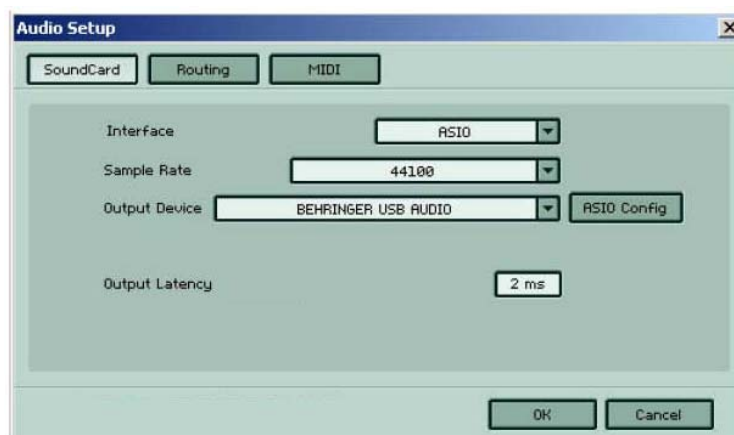 Audio Setup
SoundCard Routing MIDI
Interface ASIO
Sample Rate 44100
Output Device BEHRINGER USB AUDIO ASIO Config
Output Latency 2 ms
OK Cancel